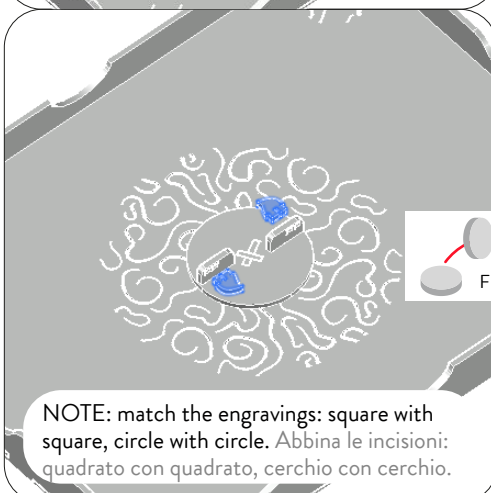 F
NOTE: match the engravings: square with
square, circle with circle. Abbina le incisioni:
quadrato con quadrato, cerchio con cerchio.